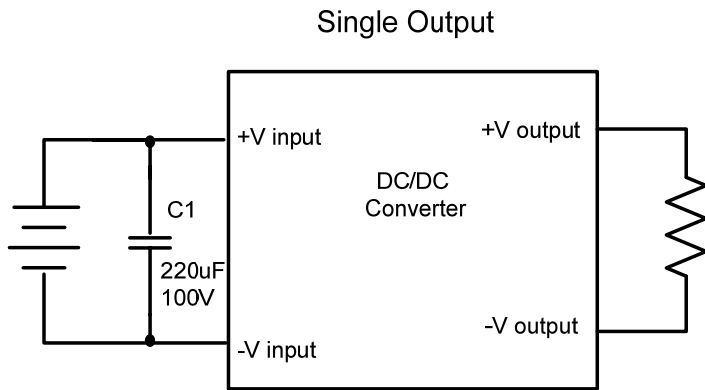 Single Output
+V input
+V output
DC/DC
Converter
C1
220uF
100V
-V input
-V output